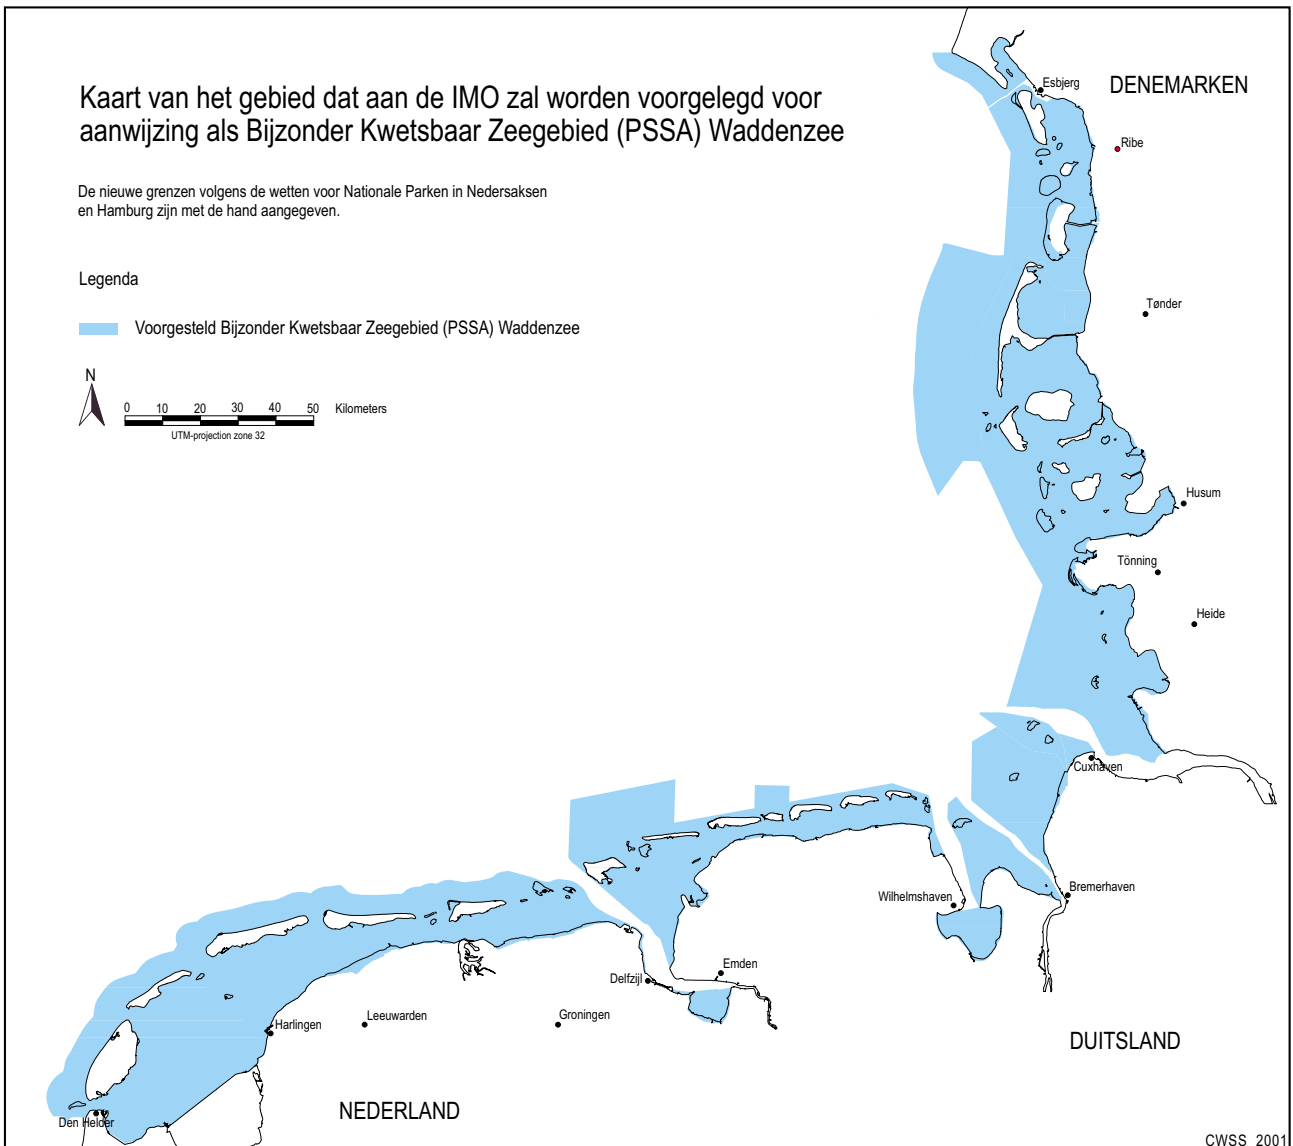 Kaart van het gebied dat aan de IMO zal worden voorgelegd voor
aanwijzing als Bijzonder Kwetsbaar Zeegebied (PSSA) Waddenzee
De nieuwe grenzen volgens de wetten voor Nationale Parken in Nedersaksen
en Hamburg zijn met de hand aangegeven.
Legenda
Voorgesteld Bijzonder Kwetsbaar Zeegebied (PSSA) Waddenzee
N
0 10 20 30 40 50 Kilometers
UTM-projection zone 32
DENEMARKEN
Esbjerg
Ribe
Tønder
Husum
Tönning
Heide
Cuxhaven
Bremerhaven
Wilhelmshaven
Emden
Delfzijl
Groningen
Leeuwarden
Harlingen
Den Helder
DUITSLAND
NEDERLAND
CWSS 2001